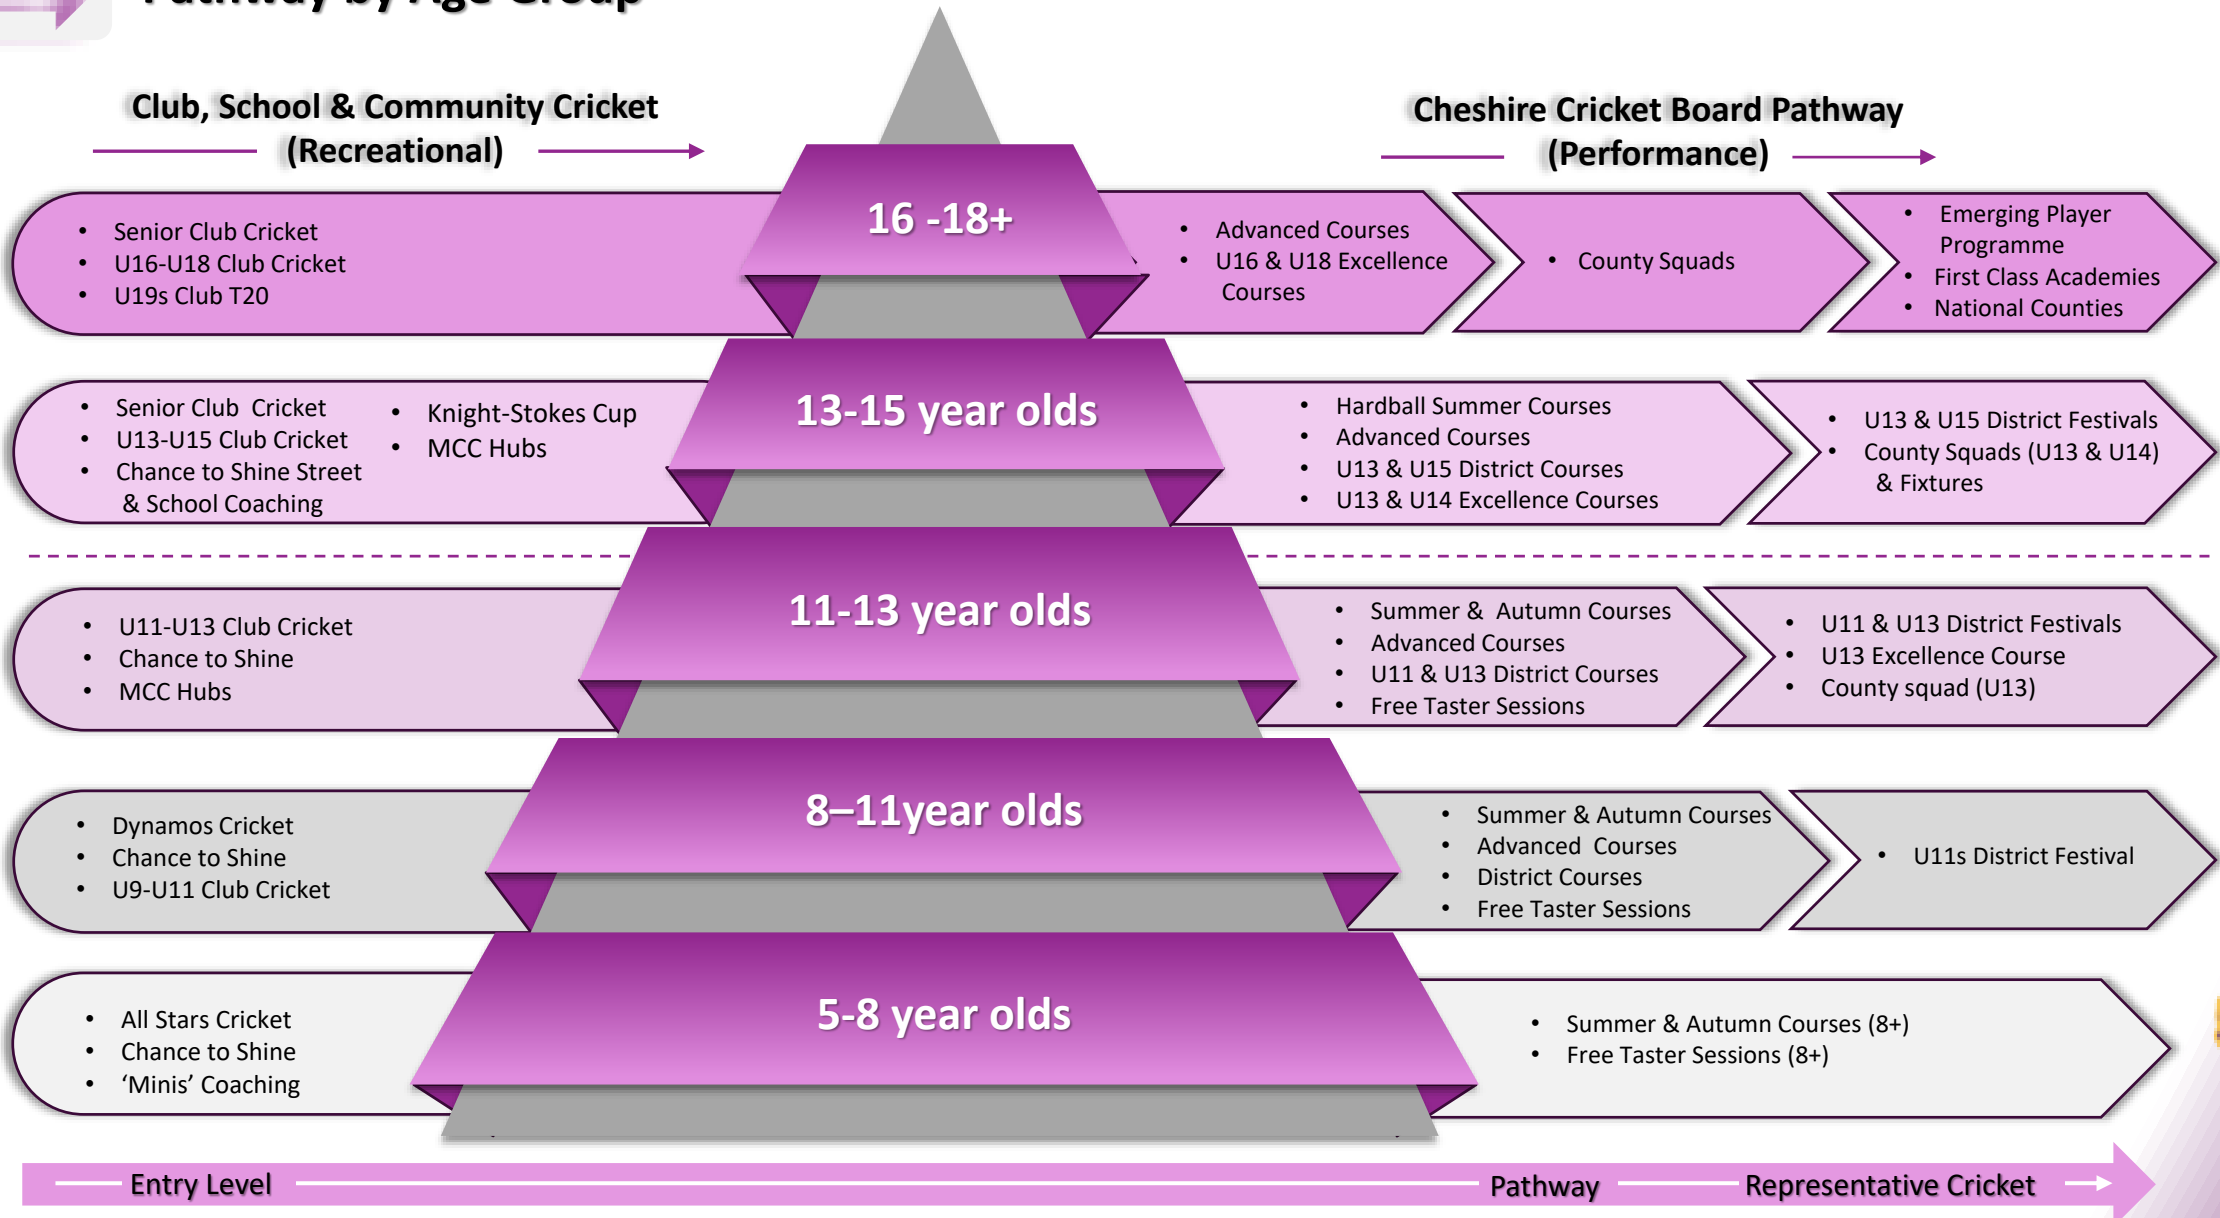 Pathway by Age Group
Club, School & Community Cricket
(Recreational)
Cheshire Cricket Board Pathway
(Performance)
• Senior Club Cricket
• U16-U18 Club Cricket
• U19s Club T20
16 -18+
• Advanced Courses
• U16 & U18 Excellence
Courses
• County Squads
• Emerging Player
Programme
• First Class Academies
• National Counties
• Senior Club Cricket
• U13-U15 Club Cricket
• Chance to Shine Street
& School Coaching
• Knight-Stokes Cup
• MCC Hubs
13-15 year olds
• Hardball Summer Courses
• Advanced Courses
• U13 & U15 District Courses
• U13 & U14 Excellence Courses
• U13 & U15 District Festivals
• County Squads (U13 & U14)
& Fixtures
• U11-U13 Club Cricket
• Chance to Shine
• MCC Hubs
11-13 year olds
• Summer & Autumn Courses
• Advanced Courses
• U11 & U13 District Courses
• Free Taster Sessions
• U11 & U13 District Festivals
• U13 Excellence Course
• County squad (U13)
• Dynamos Cricket
• Chance to Shine
• U9-U11 Club Cricket
8–11year olds
• Summer & Autumn Courses
• Advanced Courses
• District Courses
• Free Taster Sessions
• U11s District Festival
• All Stars Cricket
• Chance to Shine
• ‘Minis’ Coaching
5-8 year olds
• Summer & Autumn Courses (8+)
• Free Taster Sessions (8+)
Entry Level
Pathway
Representative Cricket